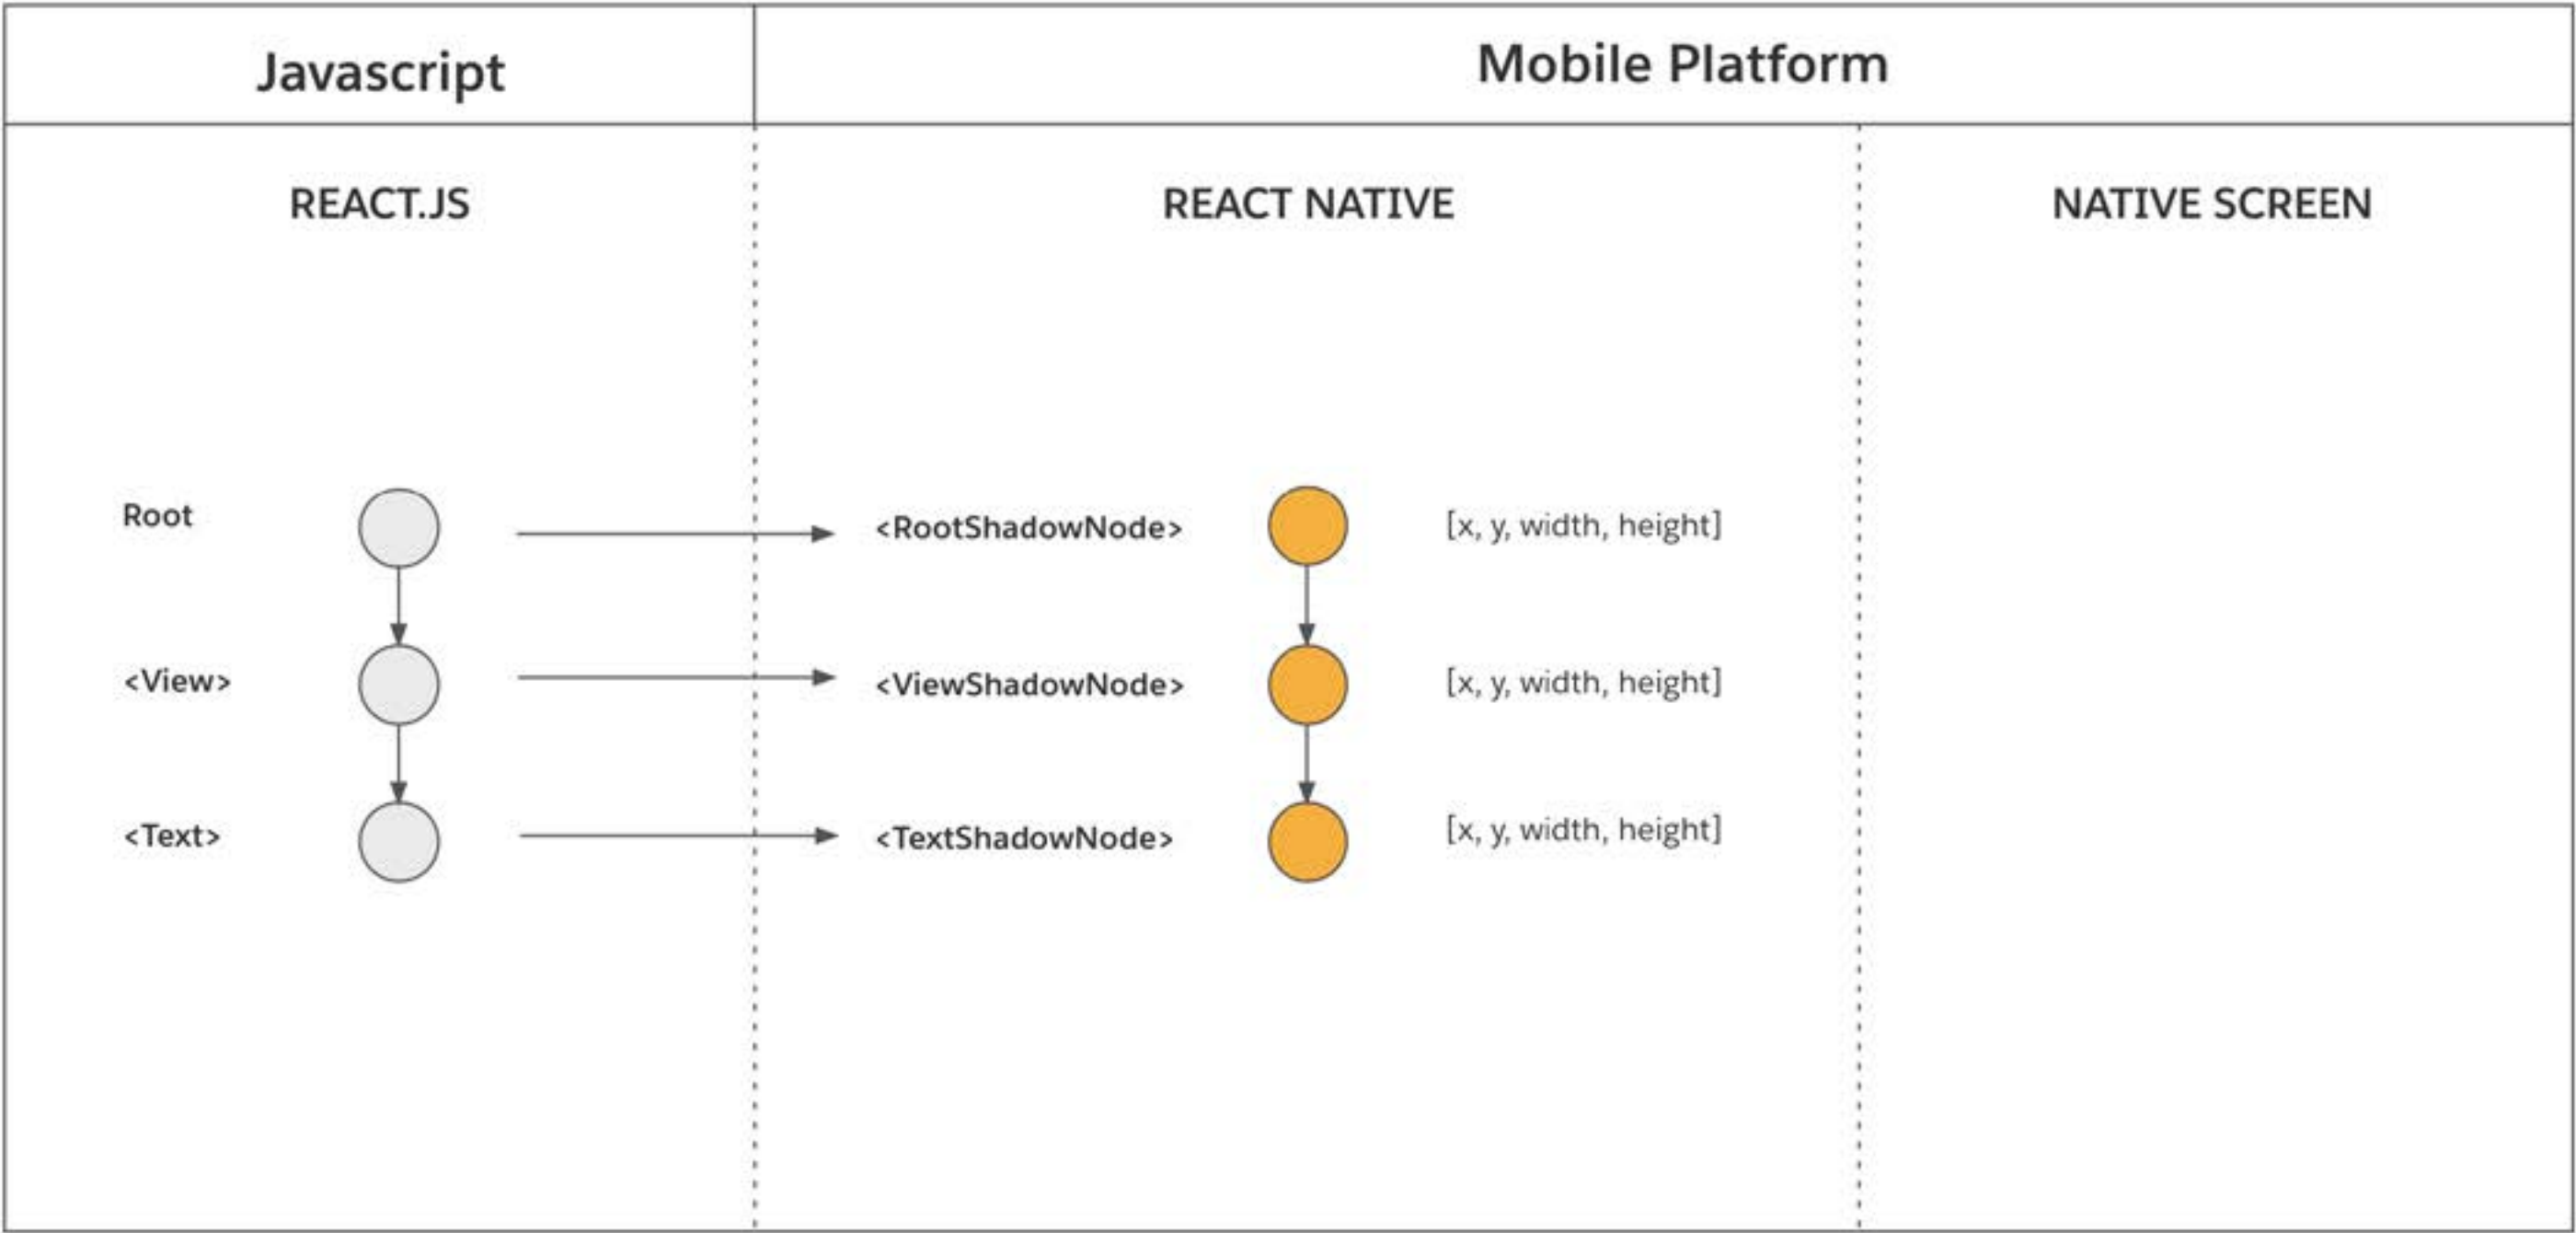 Javascript
Mobile Platform
REACT.JS
REACT NATIVE
NATIVE SCREEN
Root
<RootShadowNode>
[x, y, width, height]
<View>
<ViewShadowNode>
[x, y, width, height]
<Text>
<TextShadowNode>
[x, y, width, height]